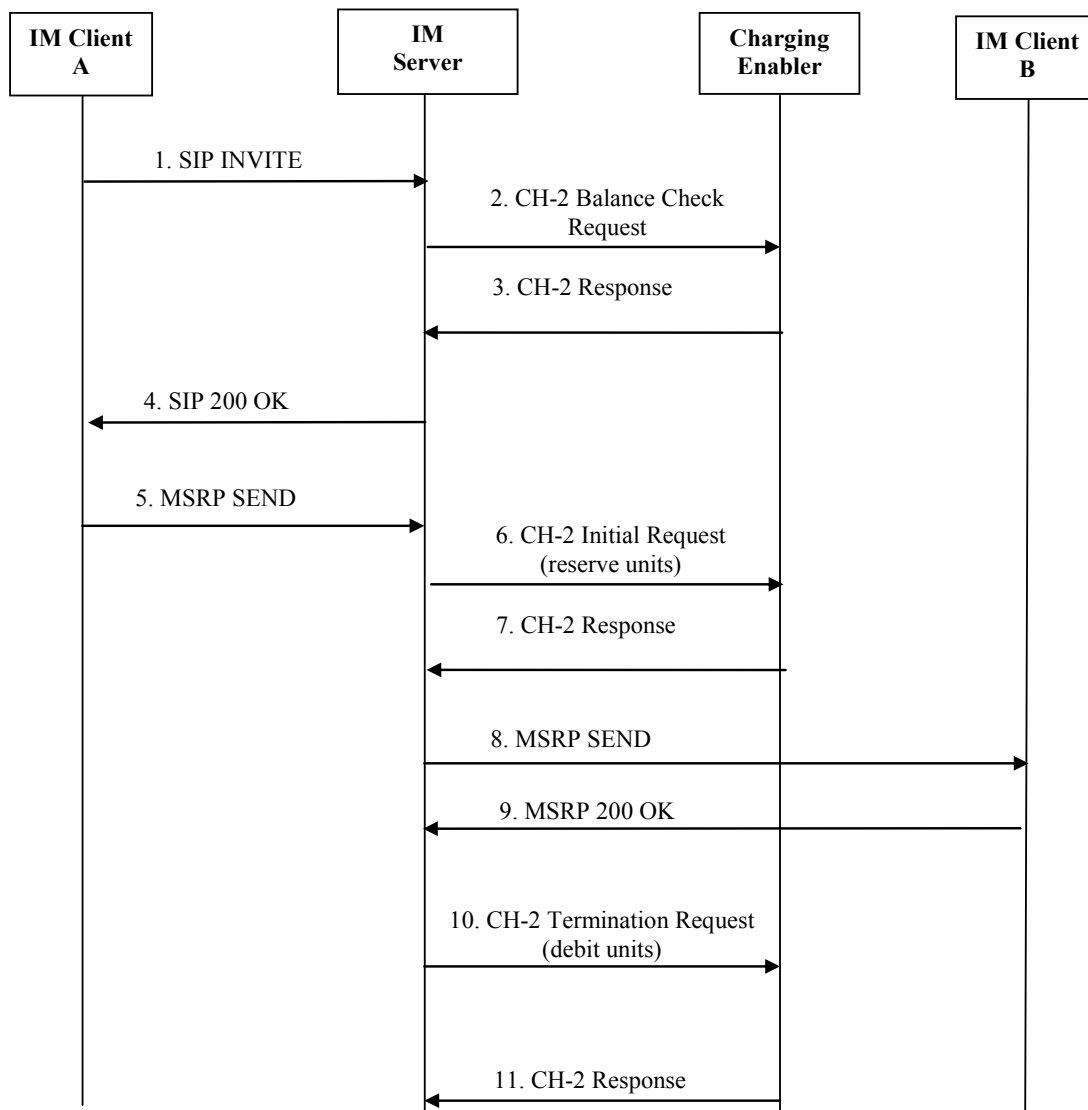 IM Client
A
IM
Server
Charging
Enabler
IM Client
B
1. SIP INVITE
2. CH-2 Balance Check
Request
3. CH-2 Response
4. SIP 200 OK
5. MSRP SEND
6. CH-2 Initial Request
(reserve units)
7. CH-2 Response
8. MSRP SEND
9. MSRP 200 OK
10. CH-2 Termination Request
(debit units)
11. CH-2 Response